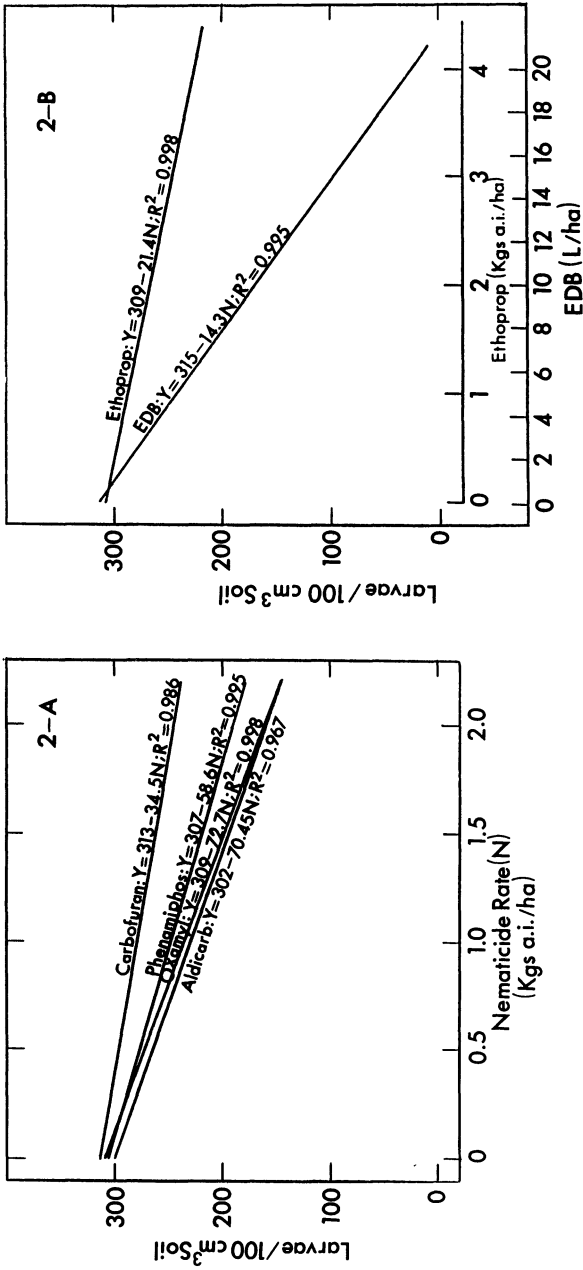 2-A
Larvae/100 cm³ Soil
300
200
100
0
Carbofuran: Y=313-34.5N; R²=0.986
Phenamiphos: Y=307-58.6N; R²=0.995
Oxamyl: Y=309-72.7N; R²=0.998
Aldicarb: Y=302-70.45N; R²=0.967
0 0.5 1.0 1.5 2.0
Nematicide Rate (N)
(Kgs a.i./ha)
2-B
Larvae/100 cm³ Soil
300
200
100
0
Ethoprop: Y=309-21.4N; R²=0.998
EDB: Y=315-14.3N; R²=0.995
0 1 2 3 4
Ethoprop (Kgs a.i./ha)
0 2 4 6 8 10 12 14 16 18 20
EDB (L/ha)